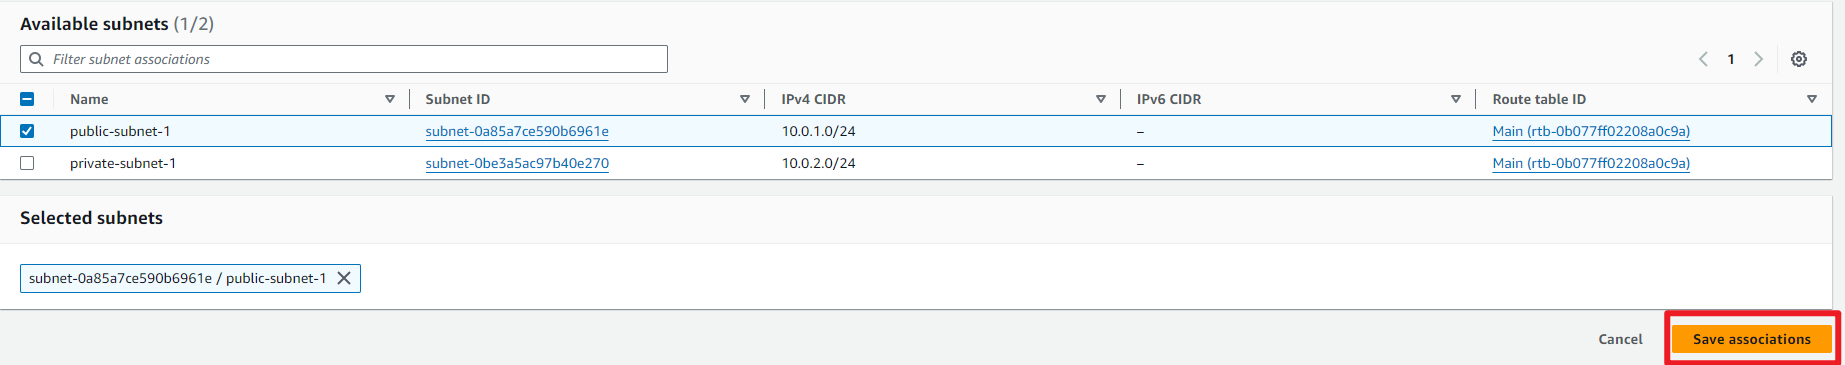 Available subnets (1/2)
Filter subnet associations
1
Name Subnet ID IPv4 CIDR IPv6 CIDR Route table ID
public-subnet-1 subnet-0a85a7ce590b6961e 10.0.1.0/24 – Main (rtb-0b077ff02208a0c9a)
private-subnet-1 subnet-0be3a5ac97b40e270 10.0.2.0/24 – Main (rtb-0b077ff02208a0c9a)
Selected subnets
subnet-0a85a7ce590b6961e / public-subnet-1
Cancel Save associations